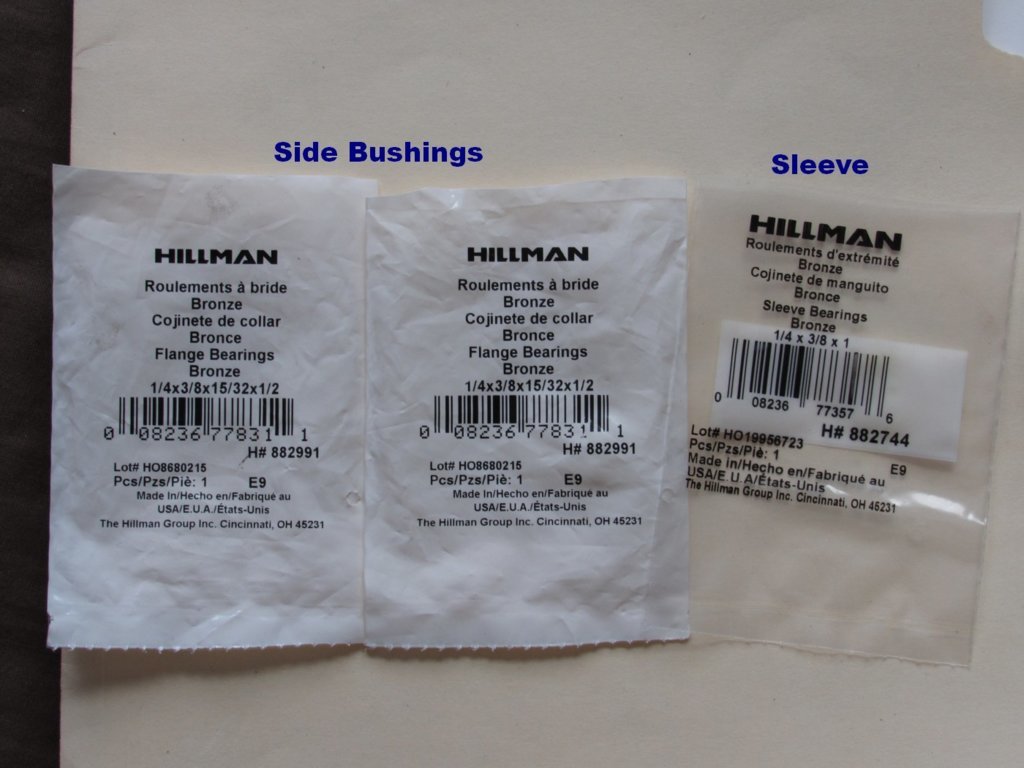 Side Bushings
Sleeve
HILLMAN
Roulements à bride
Bronze
Cojinete de collar
Bronce
Flange Bearings
Bronze
1/4x3/8x15/32x1/2
0 08236 77831 1
H# 882991
Lot# HO8680215
Pcs/Pzs/Piè: 1 E9
Made In/Hecho en/Fabriqué au
USA/E.U.A./États-Unis
The Hillman Group Inc. Cincinnati, OH 45231
HILLMAN
Roulements à bride
Bronze
Cojinete de collar
Bronce
Flange Bearings
Bronze
1/4x3/8x15/32x1/2
0 08236 77831 1
H# 882991
Lot# HO8680215
Pcs/Pzs/Piè: 1 E9
Made In/Hecho en/Fabriqué au
USA/E.U.A./États-Unis
The Hillman Group Inc. Cincinnati, OH 45231
HILLMAN
Roulements d'extrémité
Bronze
Cojinete de manguito
Bronce
Sleeve Bearings
Bronze
1/4 x 3/8 x 1
0 08236 77357 6
H# 882744
Lot# HO19956723
Pcs/Pzs/Piè: 1 E9
Made in/Hecho en/Fabriqué au
USA/E.U.A./États-Unis
The Hillman Group Inc. Cincinnati, OH 45231